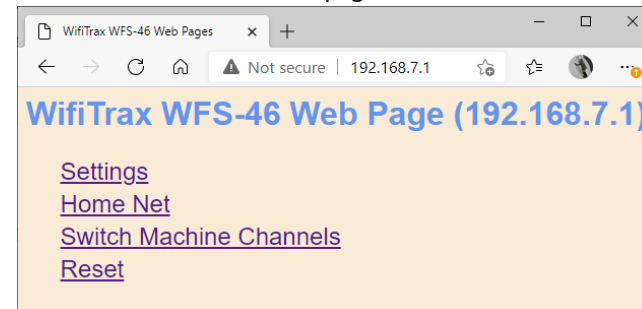 WifiTrax WFS-46 Web Pages
Not secure 192.168.7.1
WifiTrax WFS-46 Web Page (192.168.7.1)
Settings
Home Net
Switch Machine Channels
Reset